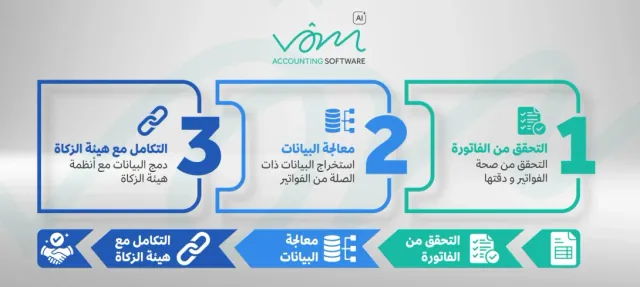 AI
vôm
ACCOUNTING SOFTWARE
1
التحقق من الفاتورة
التحقق من صحة
الفواتير و دقتها
2
معالجة البيانات
استخراج البيانات ذات
الصلة من الفواتير
3
التكامل مع هيئة الزكاة
دمج البيانات مع أنظمة
هيئة الزكاة
التحقق من
الفاتورة
معالجة
البيانات
التكامل مع
هيئة الزكاة